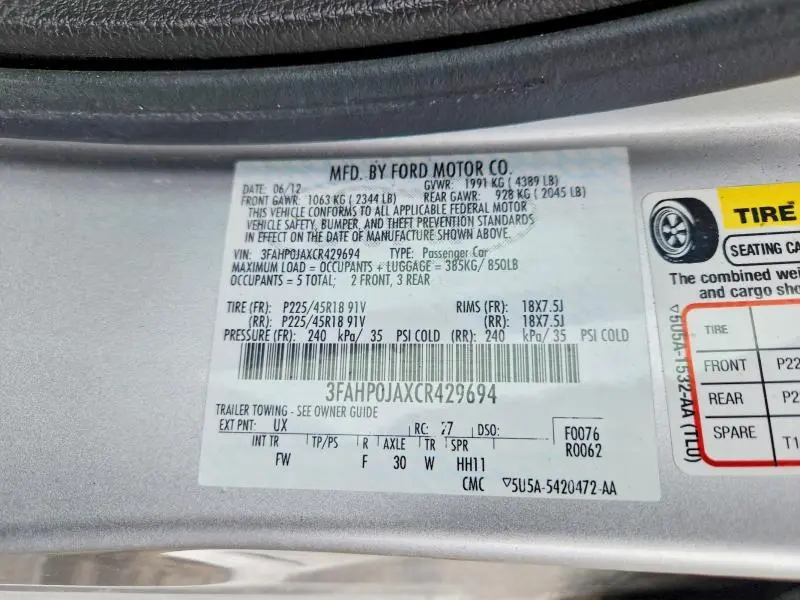 MFD. BY FORD MOTOR CO.
DATE: 06/12 GVWR: 1991 KG ( 4389 LB)
FRONT GAWR: 1063 KG ( 2344 LB) REAR GAWR: 928 KG ( 2045 LB)
THIS VEHICLE CONFORMS TO ALL APPLICABLE FEDERAL MOTOR
VEHICLE SAFETY, BUMPER, AND THEFT PREVENTION STANDARDS
IN EFFECT ON THE DATE OF MANUFACTURE SHOWN ABOVE.
VIN: 3FAHP0JAXCR429694 TYPE: Passenger Car
MAXIMUM LOAD = OCCUPANTS + LUGGAGE = 385KG/ 850LB
OCCUPANTS = 5 TOTAL; 2 FRONT, 3 REAR
TIRE (FR): P225/45R18 91V RIMS (FR): 18X7.5J
(RR): P225/45R18 91V (RR): 18X7.5J
PRESSURE (FR): 240 kPa/ 35 PSI COLD (RR): 240 kPa/ 35 PSI COLD
3FAHP0JAXCR429694
TRAILER TOWING - SEE OWNER GUIDE
EXT PNT: UX RC: 77 DSO: F0076
R0062
INT TR TP/PS R AXLE TR SPR
FW F 30 W HH11
CMC ▽5U5A-5420472-AA
TIRE
SEATING CA
The combined wei
and cargo sho
▽5U5A-1532-AA (TL0)
TIRE
FRONT P22
REAR P2
SPARE T1